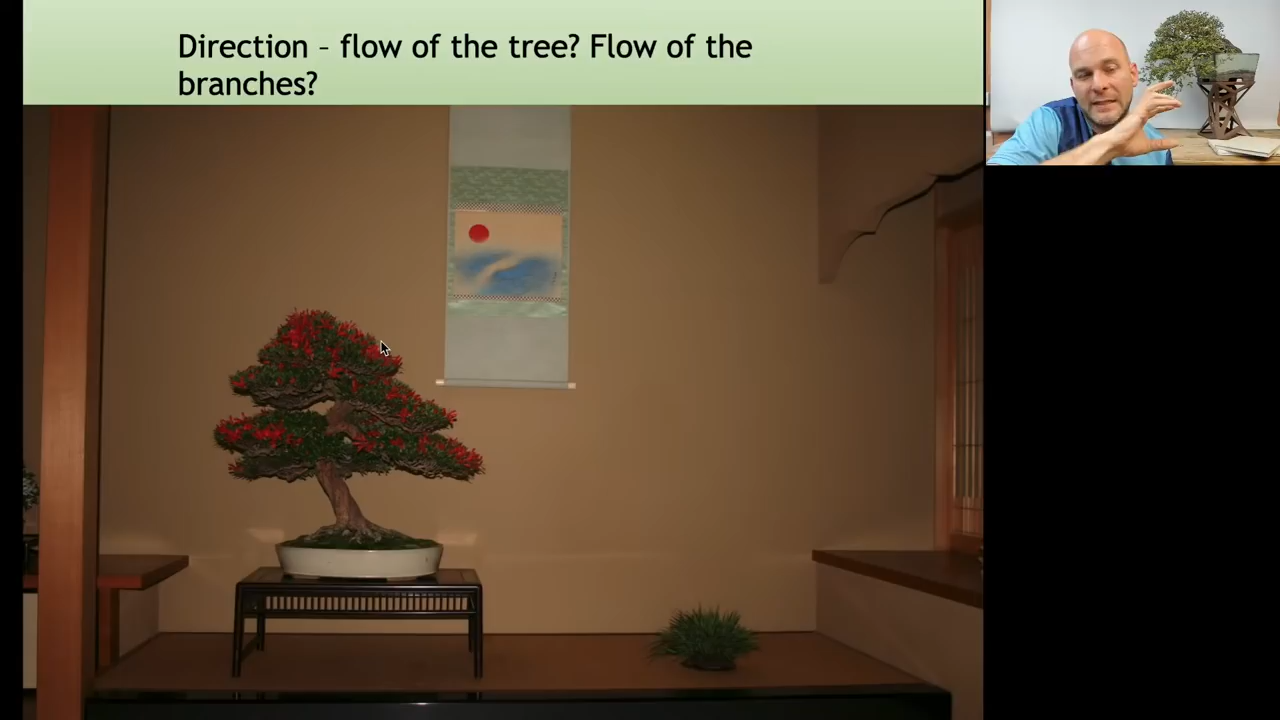 Direction – flow of the tree? Flow of the
branches?